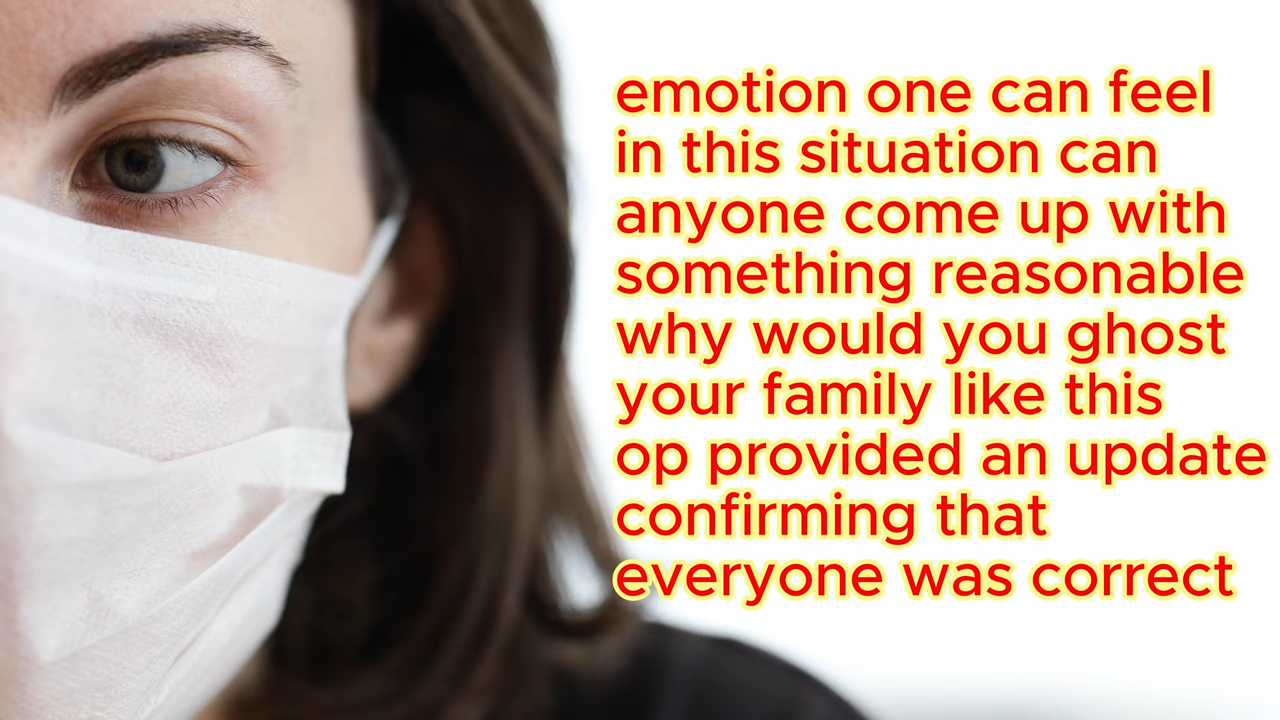 emotion one can feel
in this situation can
anyone come up with
something reasonable
why would you ghost
your family like this
op provided an update
confirming that
everyone was correct